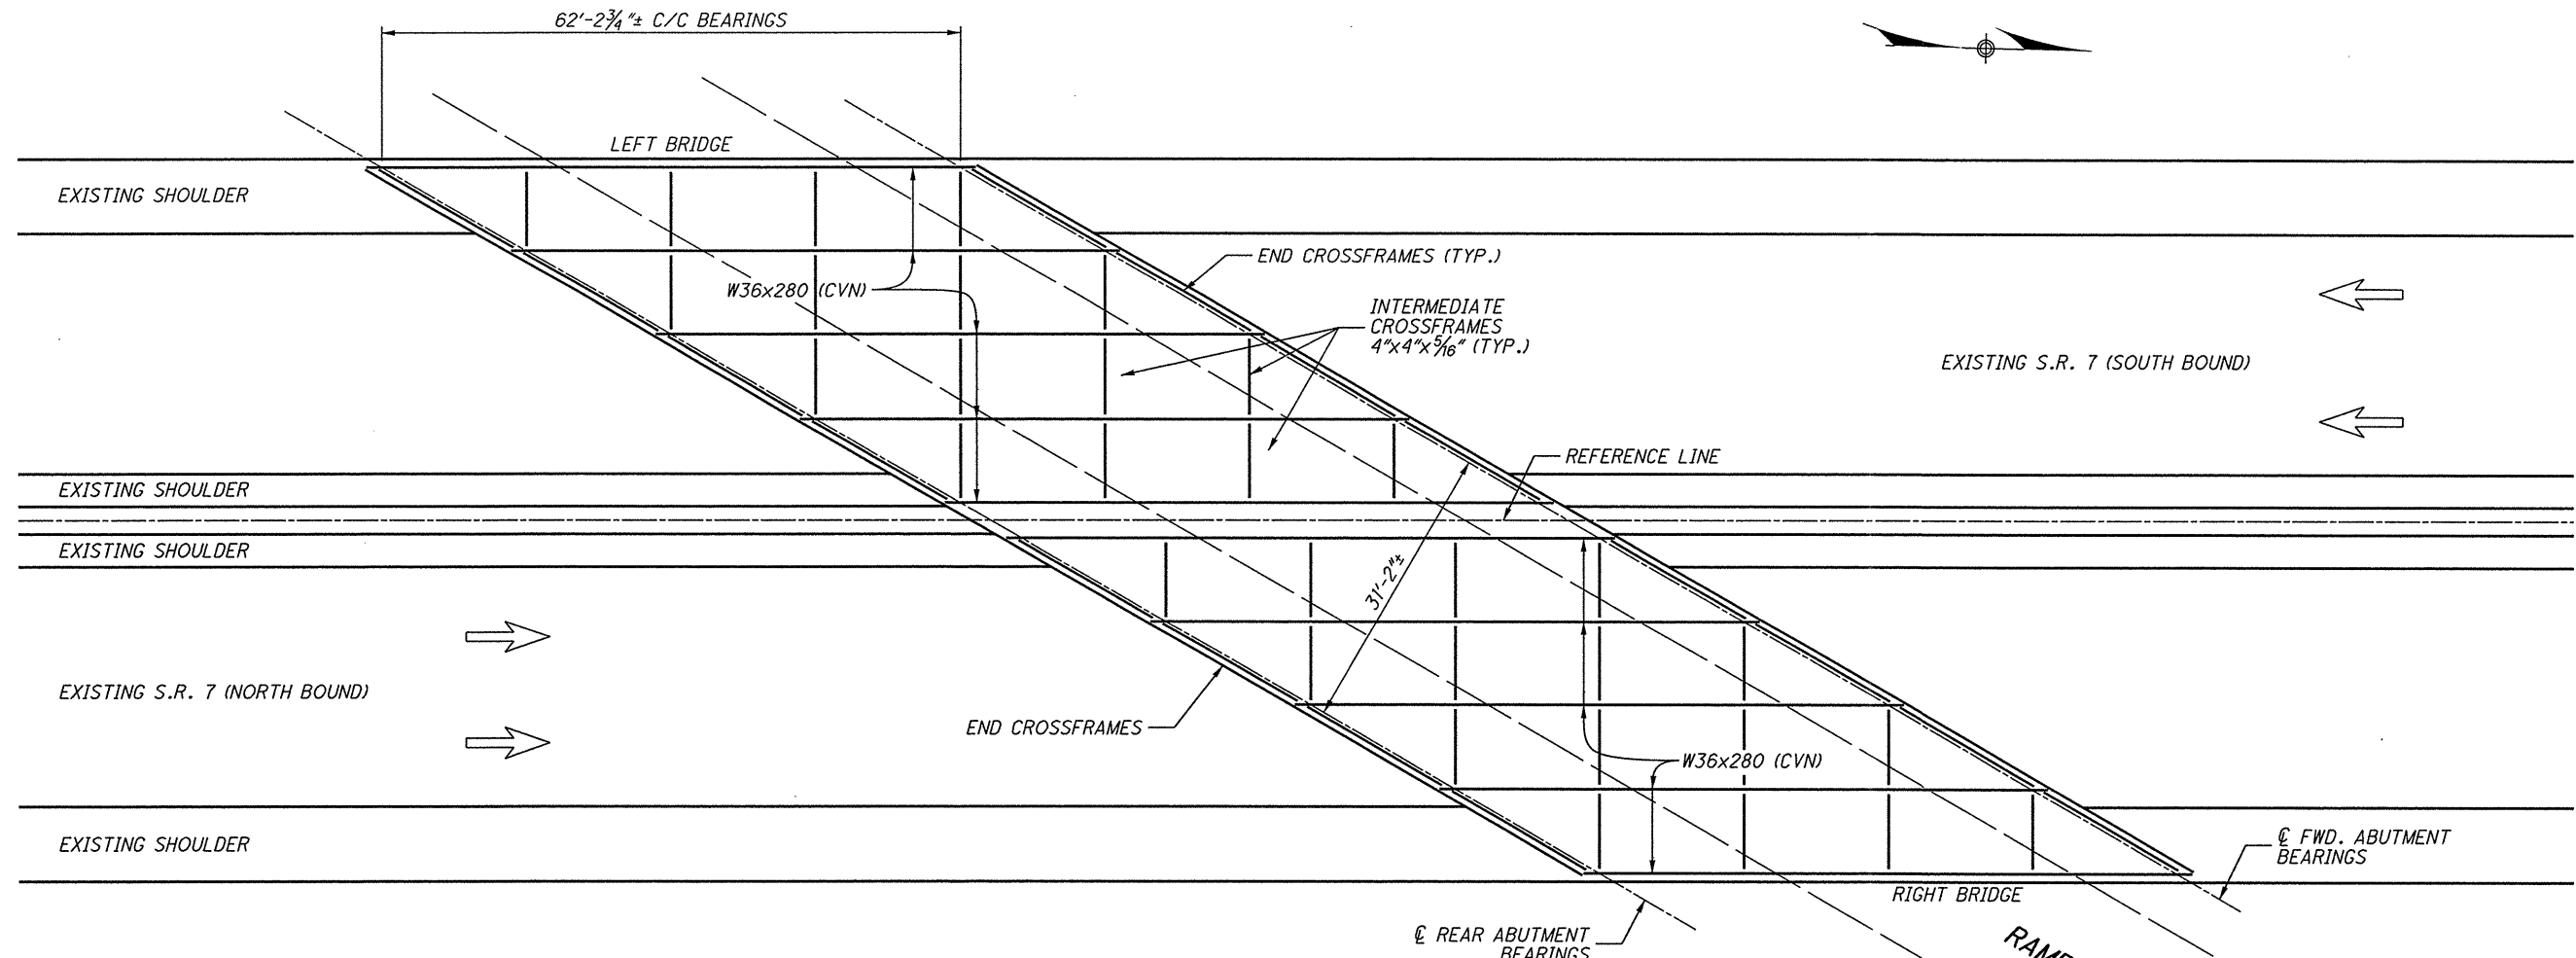 62'-2¾"± C/C BEARINGS
LEFT BRIDGE
EXISTING SHOULDER
END CROSSFRAMES (TYP.)
W36x280 (CVN)
INTERMEDIATE
CROSSFRAMES
4"x4"x5⁄16" (TYP.)
EXISTING S.R. 7 (SOUTH BOUND)
REFERENCE LINE
EXISTING SHOULDER
EXISTING SHOULDER
31'-2"±
EXISTING S.R. 7 (NORTH BOUND)
END CROSSFRAMES
W36x280 (CVN)
EXISTING SHOULDER
℄ FWD. ABUTMENT
BEARINGS
RIGHT BRIDGE
℄ REAR ABUTMENT
BEARINGS
RAMP